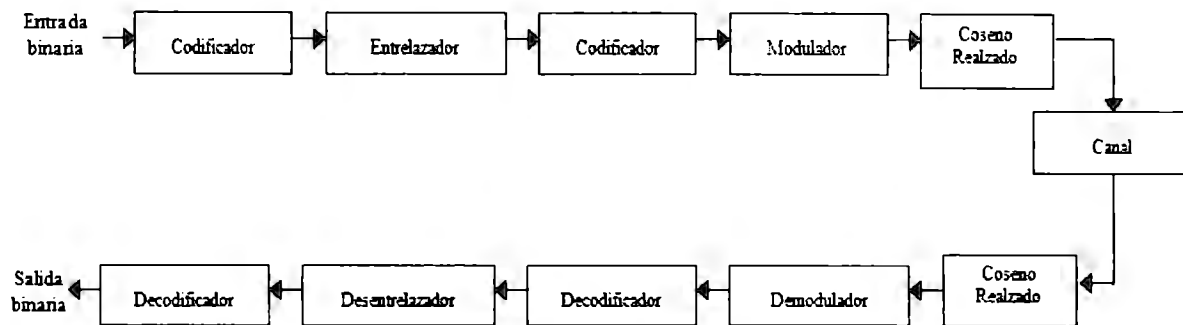 Entrada
binaria
Codificador
Entrelazador
Codificador
Modulador
Coseno
Realzado
Canal
Salida
binaria
Decodificador
Desentrelazador
Decodificador
Demodulador
Coseno
Realzado